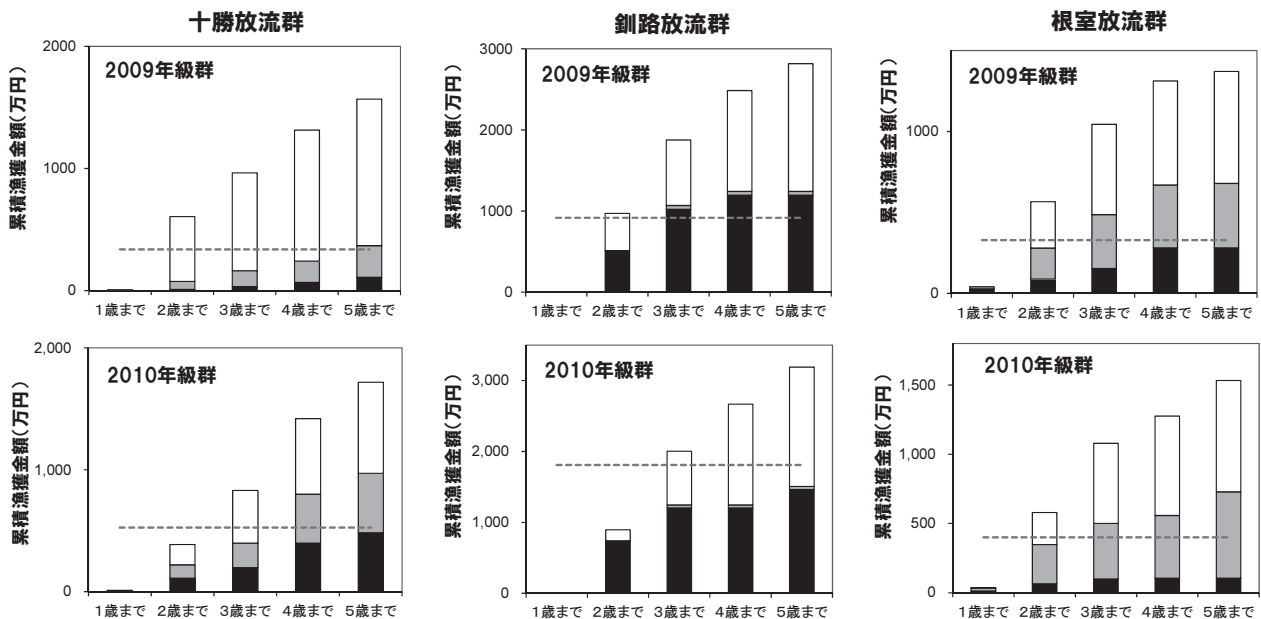 十勝放流群
累積漁獲金額(万円)
2000
1000
0
2009年級群
1歳まで 2歳まで 3歳まで 4歳まで 5歳まで
釧路放流群
累積漁獲金額(万円)
3000
2000
1000
0
2009年級群
1歳まで 2歳まで 3歳まで 4歳まで 5歳まで
根室放流群
累積漁獲金額(万円)
1000
0
2009年級群
1歳まで 2歳まで 3歳まで 4歳まで 5歳まで
累積漁獲金額(万円)
2,000
1,000
0
2010年級群
1歳まで 2歳まで 3歳まで 4歳まで 5歳まで
累積漁獲金額(万円)
3,000
2,000
1,000
0
2010年級群
1歳まで 2歳まで 3歳まで 4歳まで 5歳まで
累積漁獲金額(万円)
1,500
1,000
500
0
2010年級群
1歳まで 2歳まで 3歳まで 4歳まで 5歳まで